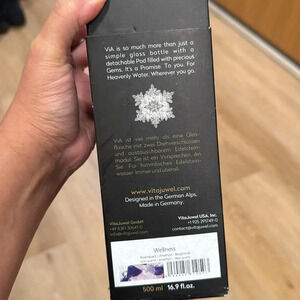 ViA is so much more than just a
simple glass bottle with a
detachable Pod filled with precious
Gems. It's a Promise. To you. For
Heavenly Water. Wherever you go.
ViA ist viel mehr als eine Glas-
flasche mit zwei Drehverschlüssen
und austauschbarem Edelstein-
modul. Sie ist ein Versprechen. An
Sie. Für himmlisches Edelstein-
wasser. Immer und überall.
www.vitajuwel.com
Designed in the German Alps.
Made in Germany.
VitaJuwel GmbH
contact@vitajuwel.com
VitaJuwel USA, Inc.
Wellness
500 ml 16.9 fl.oz.